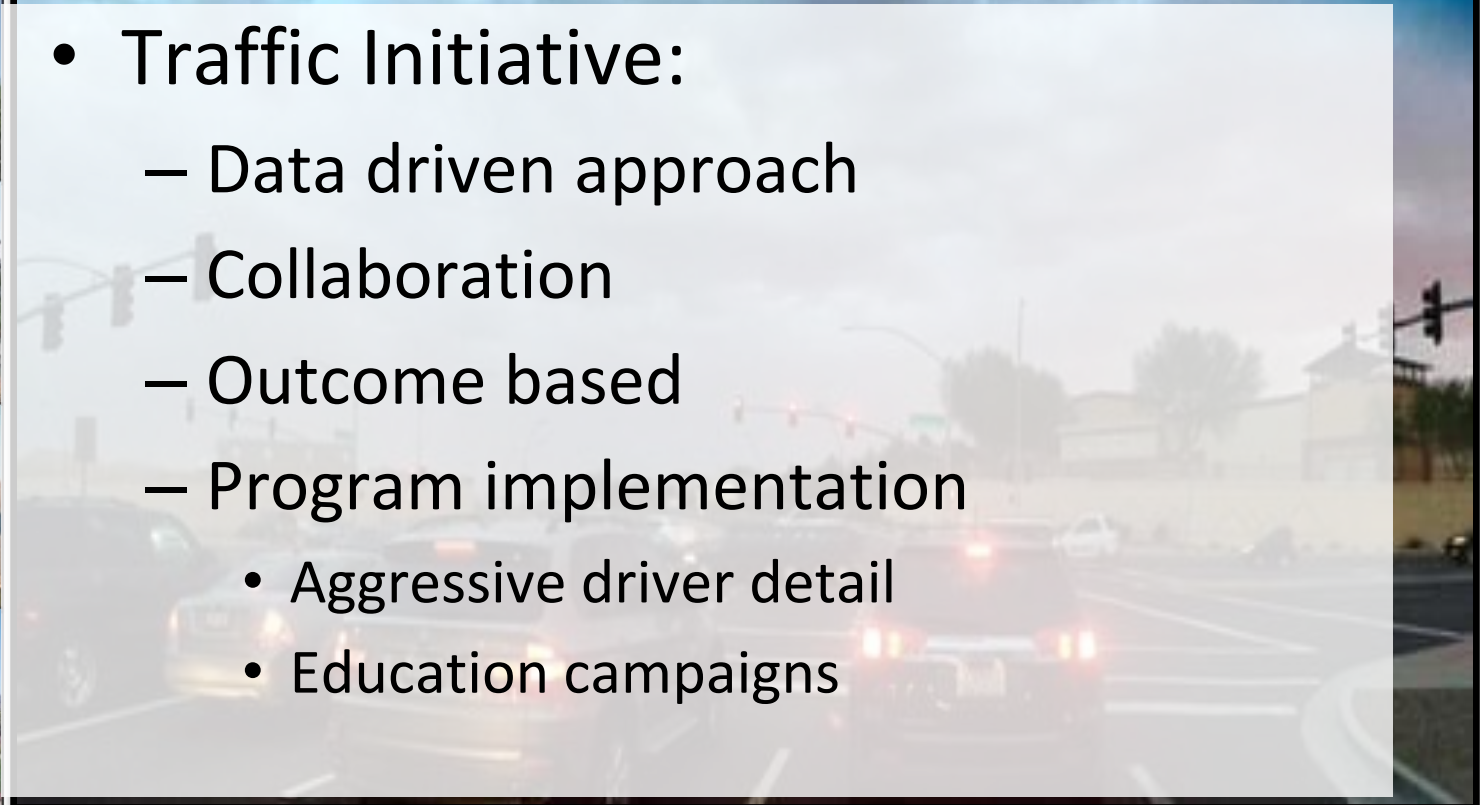 • Traffic Initiative:
– Data driven approach
– Collaboration
– Outcome based
– Program implementation
• Aggressive driver detail
• Education campaigns